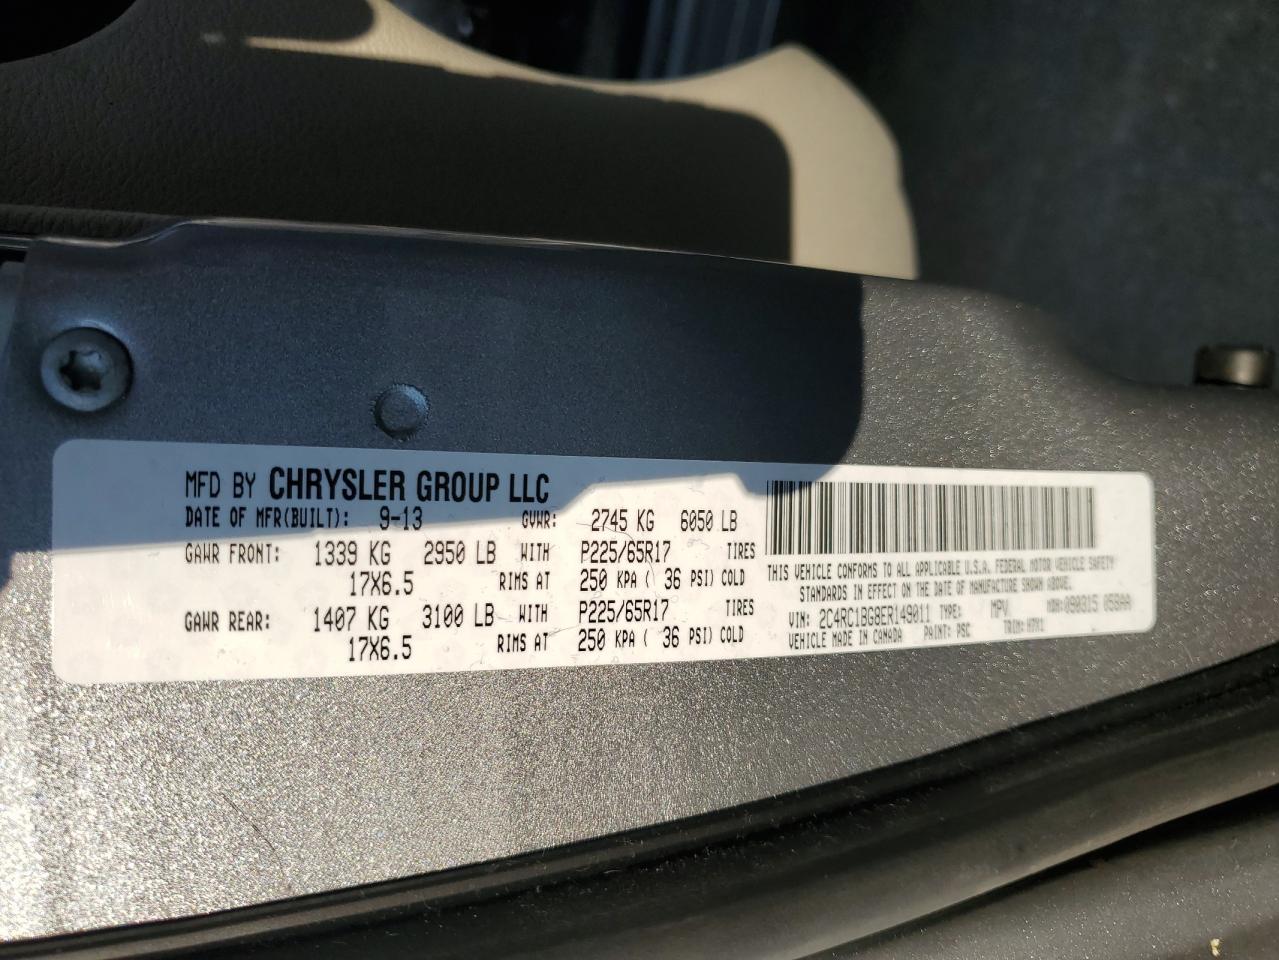 MFD BY CHRYSLER GROUP LLC
DATE OF MFR(BUILT): 9-13 GVWR: 2745 KG 6050 LB
GAWR FRONT: 1339 KG 2950 LB WITH P225/65R17 TIRES
17X6.5 RIMS AT 250 KPA ( 36 PSI) COLD
GAWR REAR: 1407 KG 3100 LB WITH P225/65R17 TIRES
17X6.5 RIMS AT 250 KPA ( 36 PSI) COLD
THIS VEHICLE CONFORMS TO ALL APPLICABLE U.S.A. FEDERAL MOTOR VEHICLE SAFETY
STANDARDS IN EFFECT ON THE DATE OF MANUFACTURE SHOWN ABOVE.
VIN: 2C4RC1BG8ER149011 TYPE: MPV MDH: 090315 058AA
VEHICLE MADE IN CANADA PAINT: PSC TRIM: